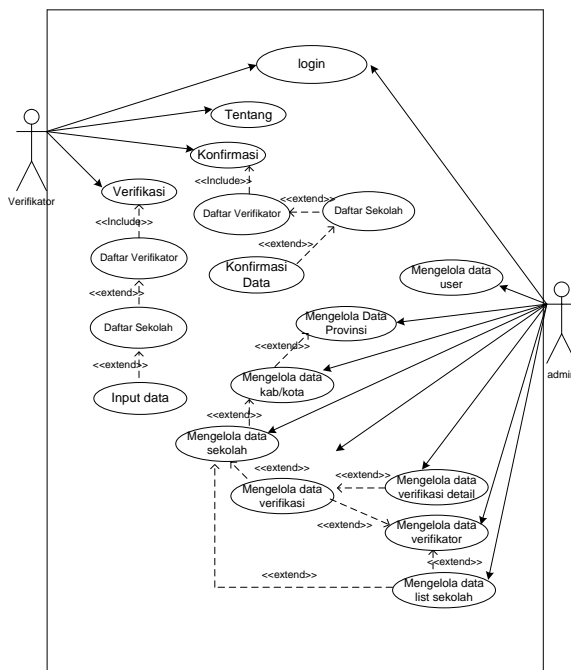 login
Tentang
Konfirmasi
Verifikator
Verifikasi
<<Include>>
<<extend>>
Daftar Verifikator
Daftar Sekolah
<<Include>>
<<extend>>
Daftar Verifikator
Konfirmasi
Data
Mengelola data
user
<<extend>>
admin
Mengelola Data
Provinsi
Daftar Sekolah
<<extend>>
<<extend>>
Mengelola data
kab/kota
Input data
<<extend>>
Mengelola data
sekolah
<<extend>>
Mengelola data
verifikasi detail
Mengelola data
verifikasi
<<extend>>
Mengelola data
verifikator
<<extend>>
<<extend>>
Mengelola data
list sekolah